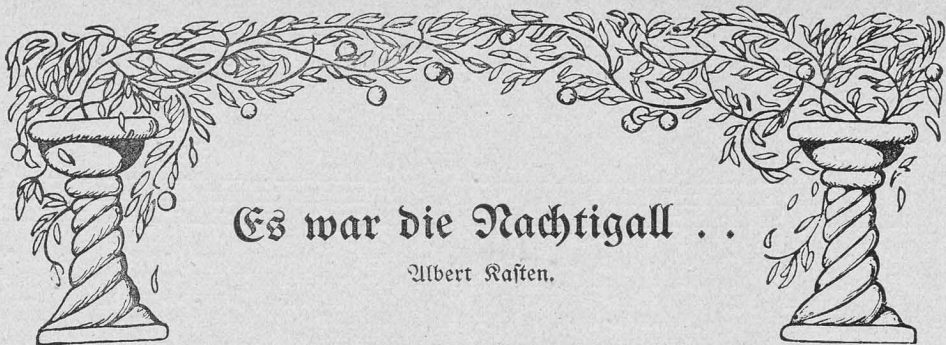 Es war die Nachtigall . .
Albert Kasten.